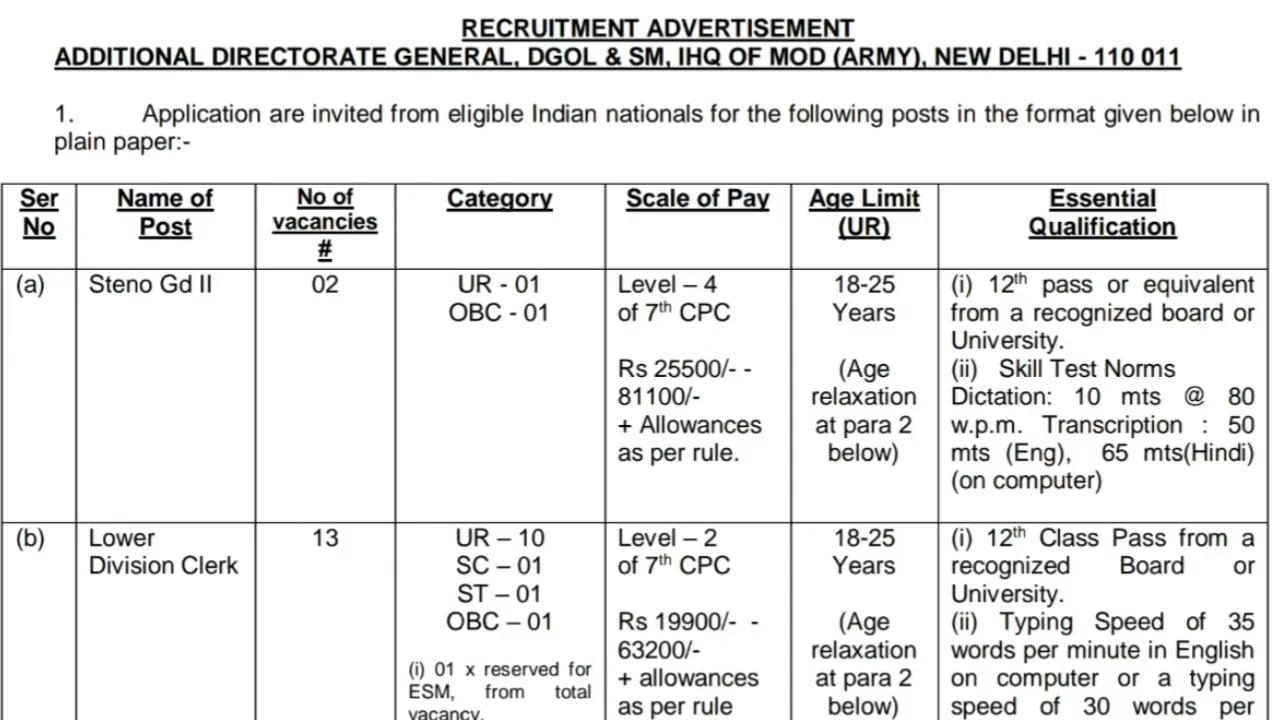 RECRUITMENT ADVERTISEMENT
ADDITIONAL DIRECTORATE GENERAL, DGOL & SM, IHQ OF MOD (ARMY), NEW DELHI - 110 011
1. Application are invited from eligible Indian nationals for the following posts in the format given below in
plain paper:-
Ser
No
Name of
Post
No of
vacancies
#
Category
Scale of Pay
Age Limit
(UR)
Essential
Qualification
(a)
Steno Gd II
02
UR - 01
OBC - 01
Level – 4
of 7th CPC
Rs 25500/- -
81100/-
+ Allowances
as per rule.
18-25
Years
(Age
relaxation
at para 2
below)
(i) 12th pass or equivalent
from a recognized board or
University.
(ii) Skill Test Norms
Dictation: 10 mts @ 80
w.p.m. Transcription : 50
mts (Eng), 65 mts(Hindi)
(on computer)
(b)
Lower
Division Clerk
13
UR – 10
SC – 01
ST – 01
OBC – 01
(i) 01 x reserved for
ESM, from total
vacancy.
Level – 2
of 7th CPC
Rs 19900/- -
63200/-
+ allowances
as per rule
18-25
Years
(Age
relaxation
at para 2
below)
(i) 12th Class Pass from a
recognized Board or
University.
(ii) Typing Speed of 35
words per minute in English
on computer or a typing
speed of 30 words per